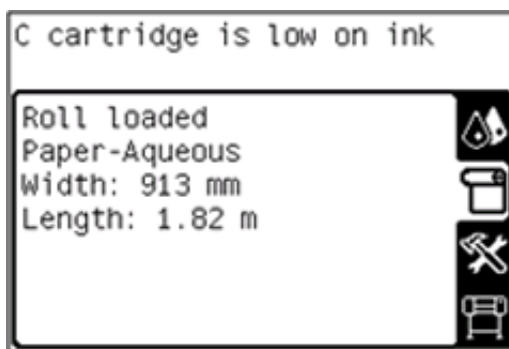 C cartridge is low on ink
Roll loaded
Paper-Aqueous
Width: 913 mm
Length: 1.82 m